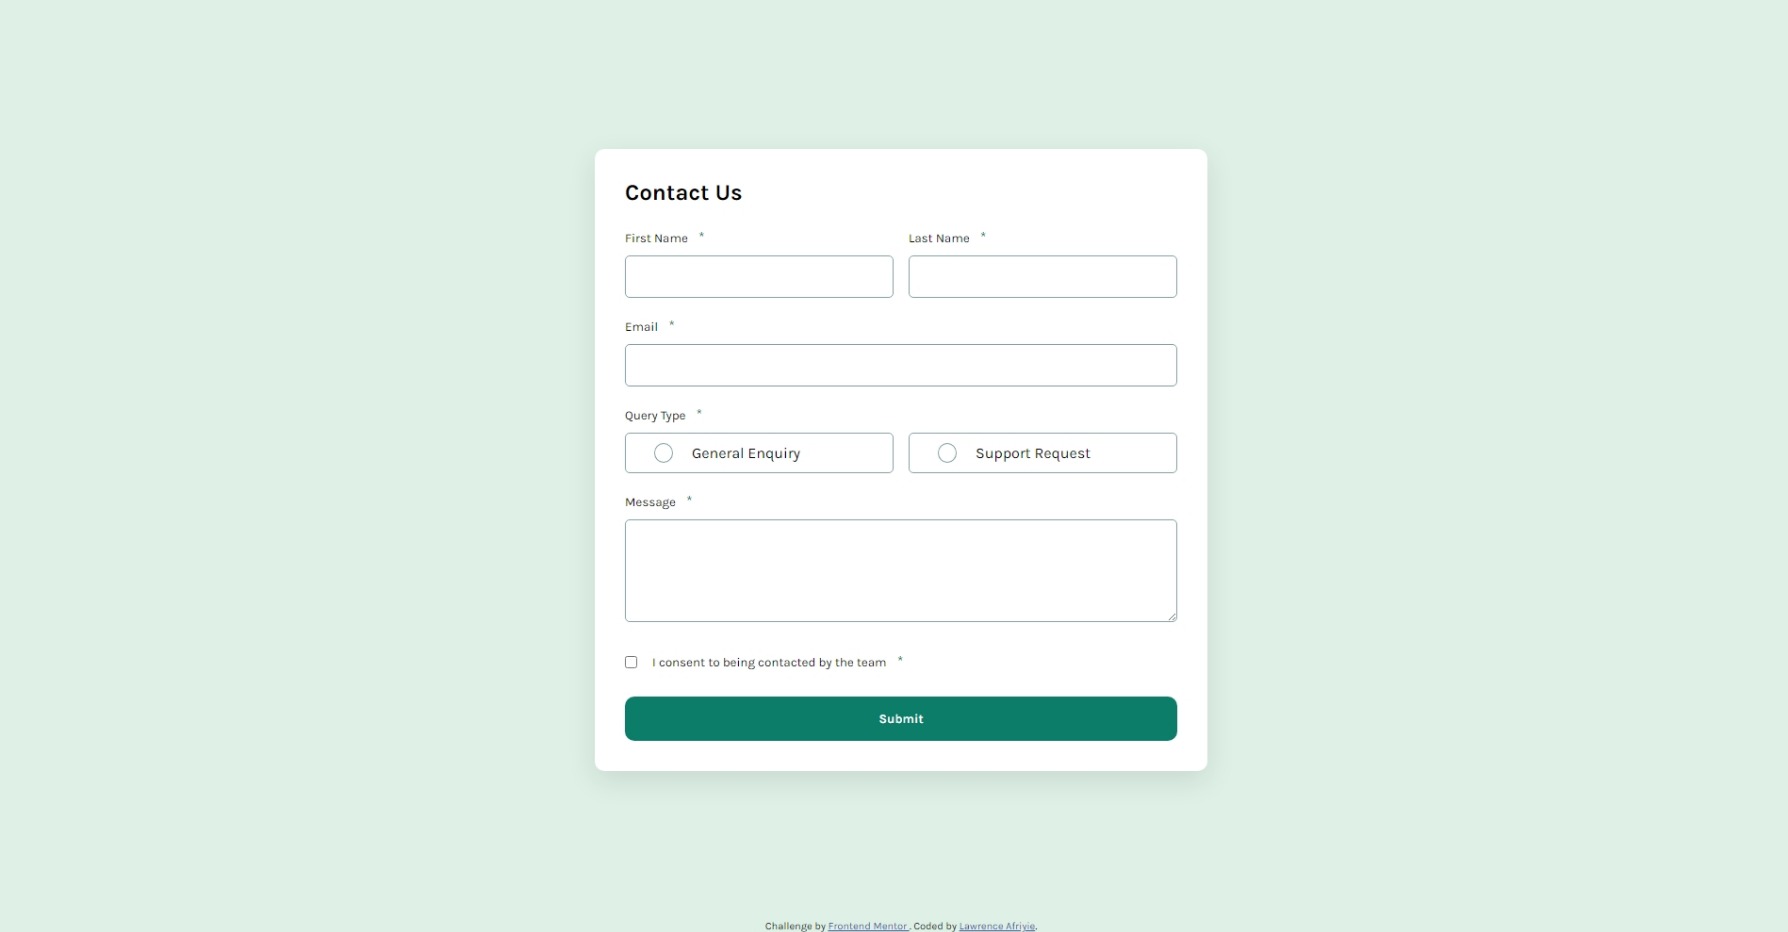 Contact Us
First Name * Last Name *
Email *
Query Type *
General Enquiry Support Request
Message *
I consent to being contacted by the team *
Submit
Challenge by Frontend Mentor . Coded by Lawrence Afriyie.